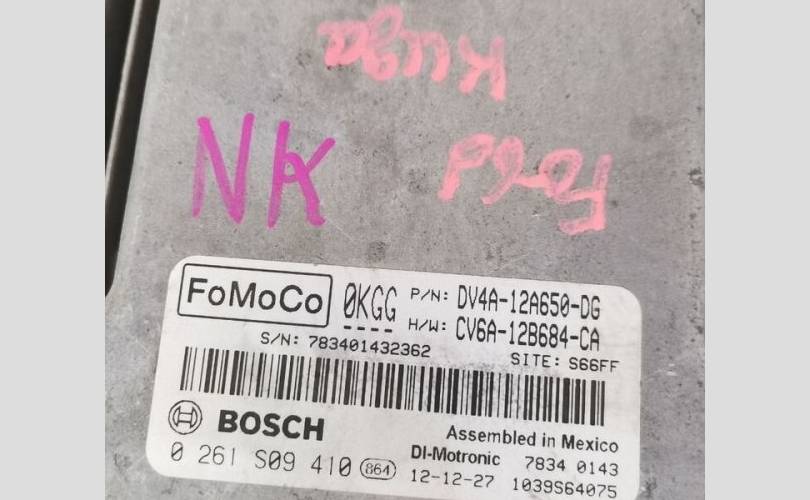 Kuga
Ford
NK
FoMoCo 0KGG P/N: DV4A-12A650-DG
H/W: CV6A-12B684-CA
S/N: 783401432362 SITE: S66FF
BOSCH Assembled in Mexico
DI-Motronic 7834 0143
0 261 S09 410 864 12-12-27 1039S64075